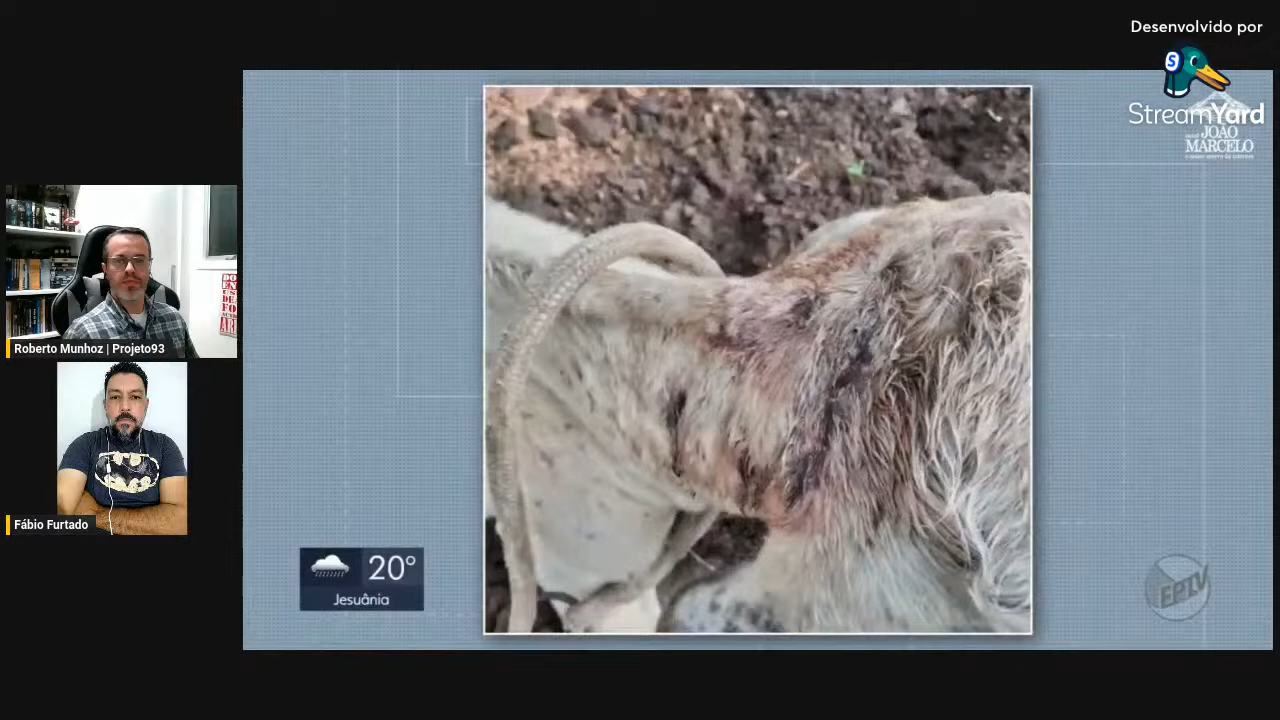 Desenvolvido por
StreamYard
JOÃO
MARCELO
Roberto Munhoz | Projeto93
Fábio Furtado
20°
Jesuânia
EPTV